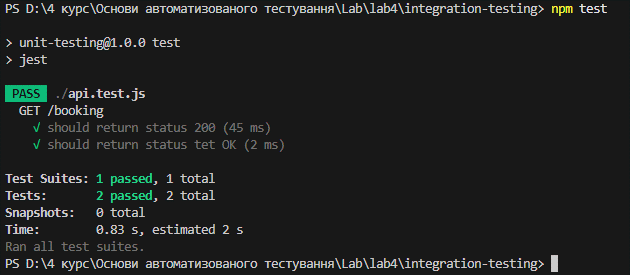 PS D:\4 курс\Основи автоматизованого тестування\Lab\lab4\integration-testing> npm test
> unit-testing@1.0.0 test
> jest
PASS ./api.test.js
GET /booking
√ should return status 200 (45 ms)
√ should return status tet OK (2 ms)
Test Suites: 1 passed, 1 total
Tests: 2 passed, 2 total
Snapshots: 0 total
Time: 0.83 s, estimated 2 s
Ran all test suites.
PS D:\4 курс\Основи автоматизованого тестування\Lab\lab4\integration-testing>